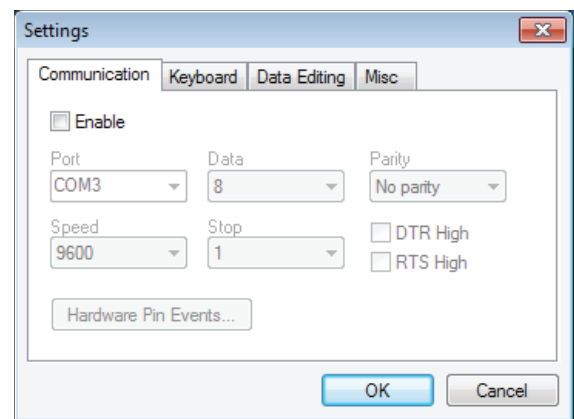 Settings
Communication Keyboard Data Editing Misc
Enable
Port Data Parity
COM3 8 No parity
Speed Stop DTR High
9600 1 RTS High
Hardware Pin Events...
OK Cancel